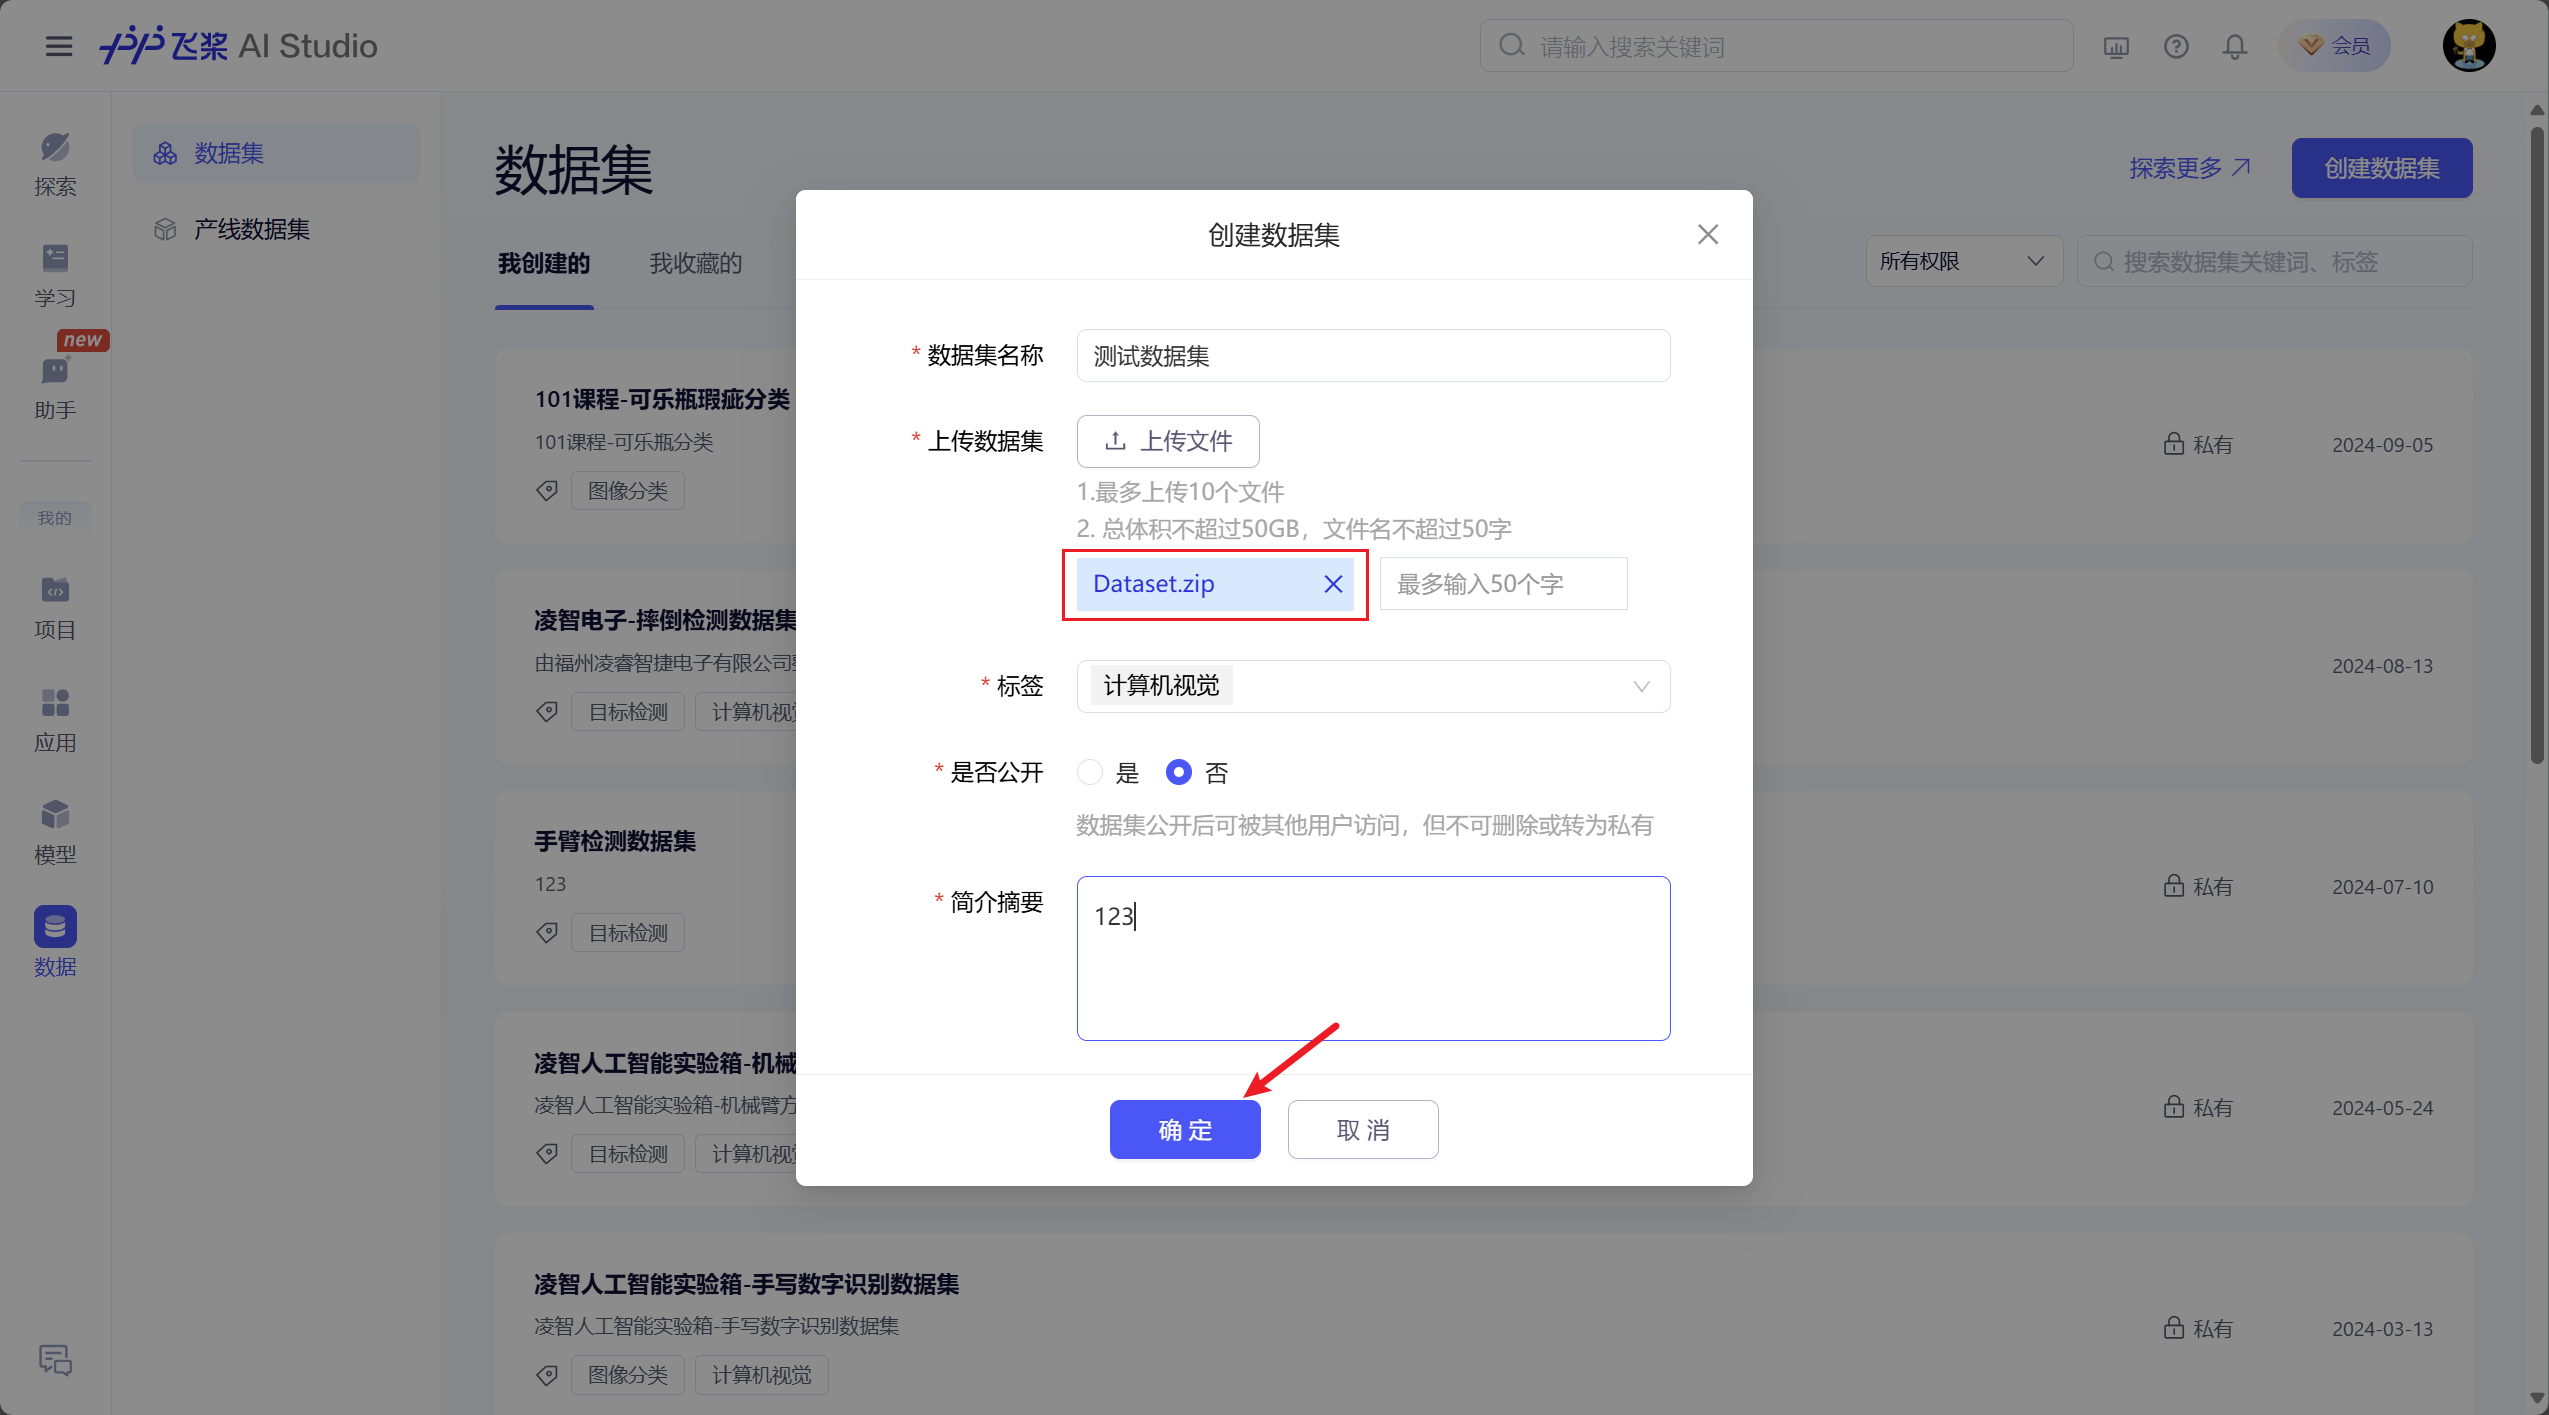 飞桨 AI Studio
请输入搜索关键词
会员
探索
学习
new
助手
我的
项目
应用
模型
数据
数据集
产线数据集
数据集
探索更多
创建数据集
我创建的
我收藏的
所有权限
搜索数据集关键词、标签
101课程-可乐瓶瑕疵分类
101课程-可乐瓶分类
图像分类
私有
2024-09-05
凌智电子-摔倒检测数据集
由福州凌睿智捷电子有限公司
目标检测
计算机视
2024-08-13
手臂检测数据集
123
目标检测
私有
2024-07-10
凌智人工智能实验箱-机械
凌智人工智能实验箱-机械臂方
目标检测
计算机视
私有
2024-05-24
凌智人工智能实验箱-手写数字识别数据集
凌智人工智能实验箱-手写数字识别数据集
图像分类
计算机视觉
私有
2024-03-13
创建数据集
* 数据集名称
测试数据集
* 上传数据集
上传文件
1.最多上传10个文件
2. 总体积不超过50GB，文件名不超过50字
Dataset.zip
最多输入50个字
* 标签
计算机视觉
* 是否公开
是
否
数据集公开后可被其他用户访问，但不可删除或转为私有
* 简介摘要
123
确 定
取 消